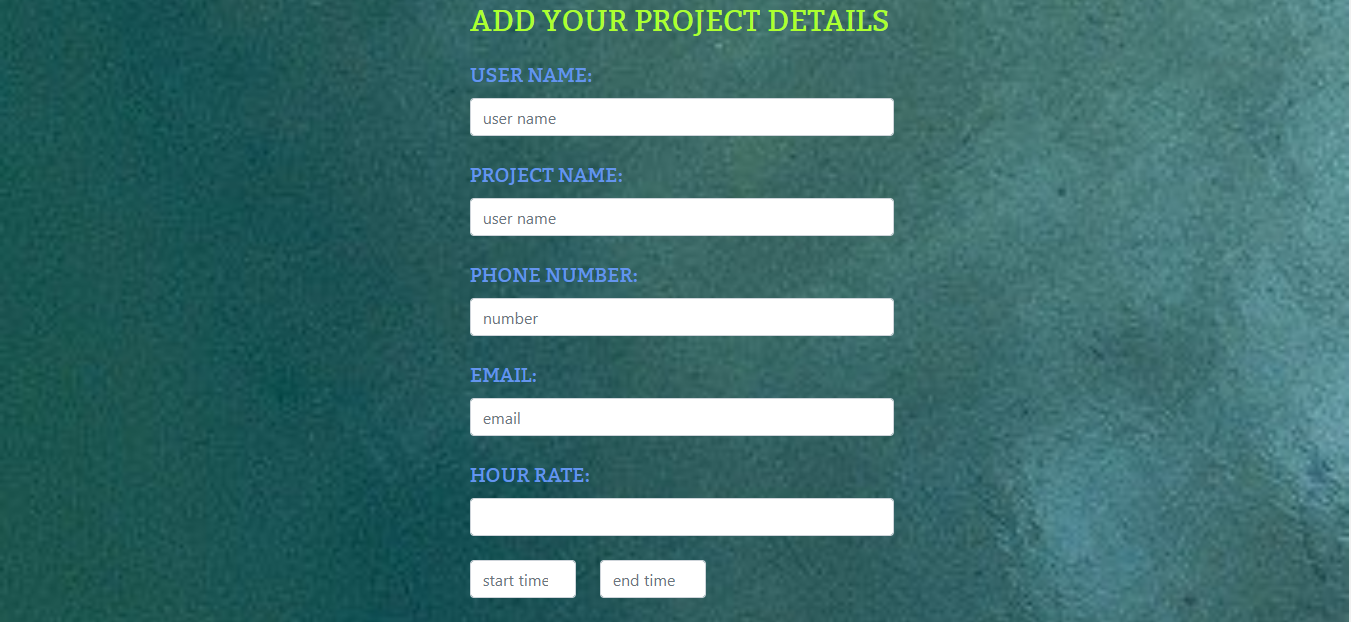 ADD YOUR PROJECT DETAILS
USER NAME:
user name
PROJECT NAME:
user name
PHONE NUMBER:
number
EMAIL:
email
HOUR RATE:
start time end time